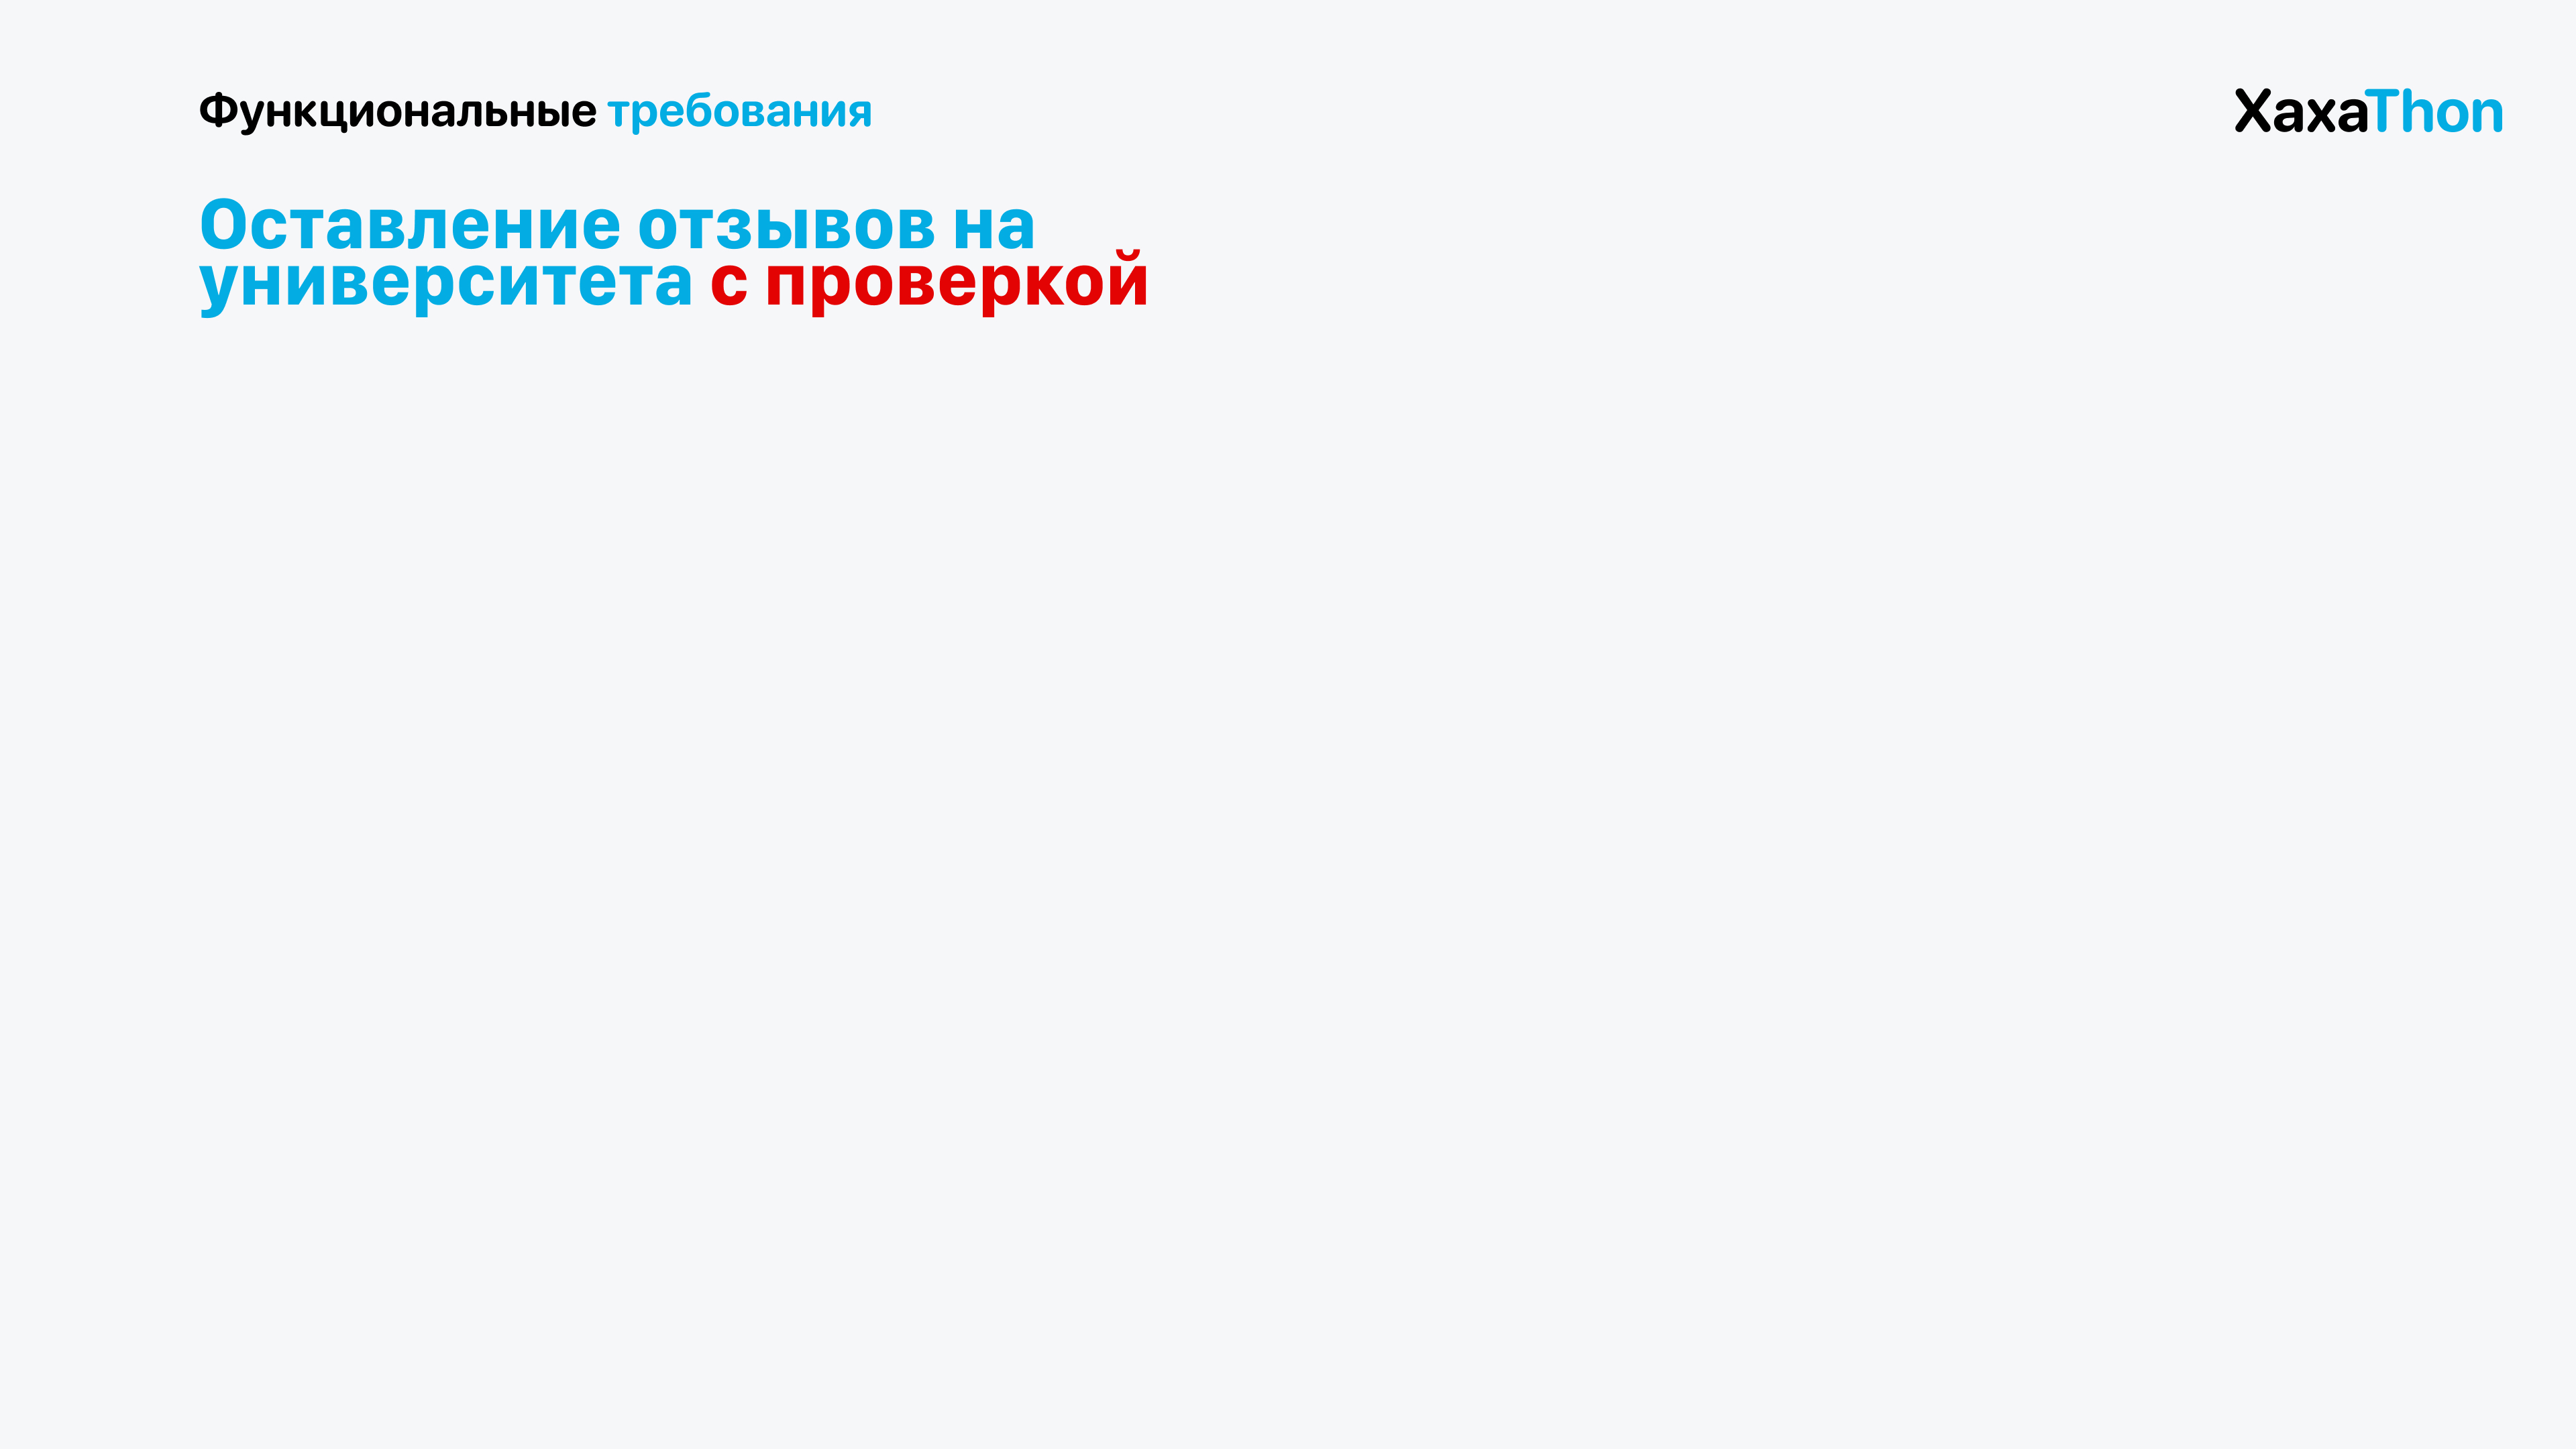 Функциональные требования
XaxaThon
Оставление отзывов на
университета с проверкой